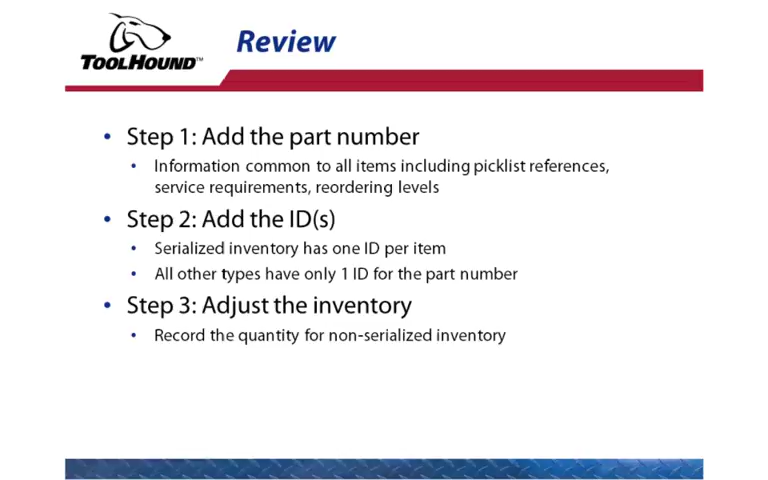 TOOLHOUND™
Review
• Step 1: Add the part number
• Information common to all items including picklist references,
service requirements, reordering levels
• Step 2: Add the ID(s)
• Serialized inventory has one ID per item
• All other types have only 1 ID for the part number
• Step 3: Adjust the inventory
• Record the quantity for non-serialized inventory